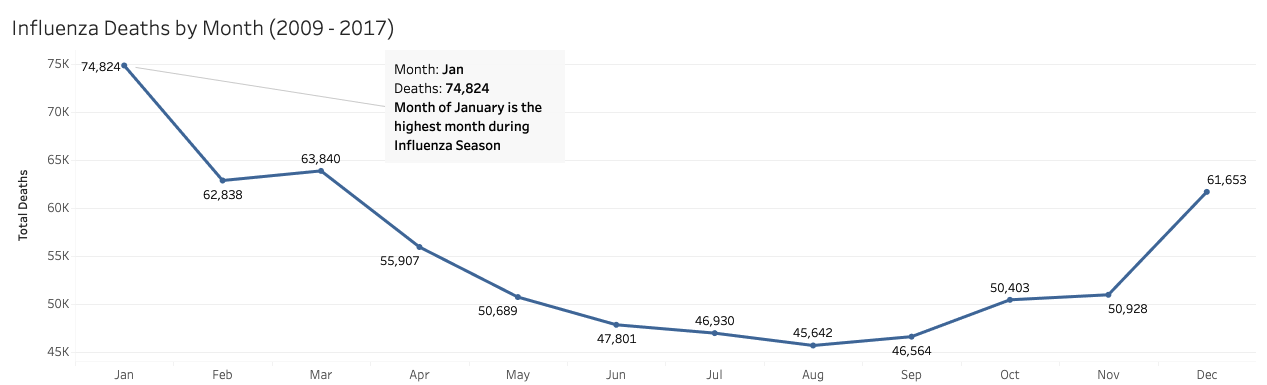 Influenza Deaths by Month (2009 - 2017)
Total Deaths
75K
70K
65K
60K
55K
50K
45K
74,824
62,838
63,840
55,907
50,689
47,801
46,930
45,642
46,564
50,403
50,928
61,653
Month: Jan
Deaths: 74,824
Month of January is the
highest month during
Influenza Season
Jan Feb Mar Apr May Jun Jul Aug Sep Oct Nov Dec